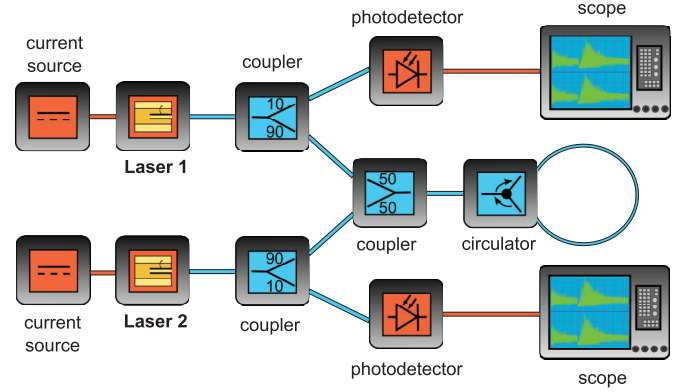 photodetector
scope
current
source
coupler
10
90
Laser 1
50
50
coupler
circulator
90
10
current
source
Laser 2
coupler
photodetector
scope